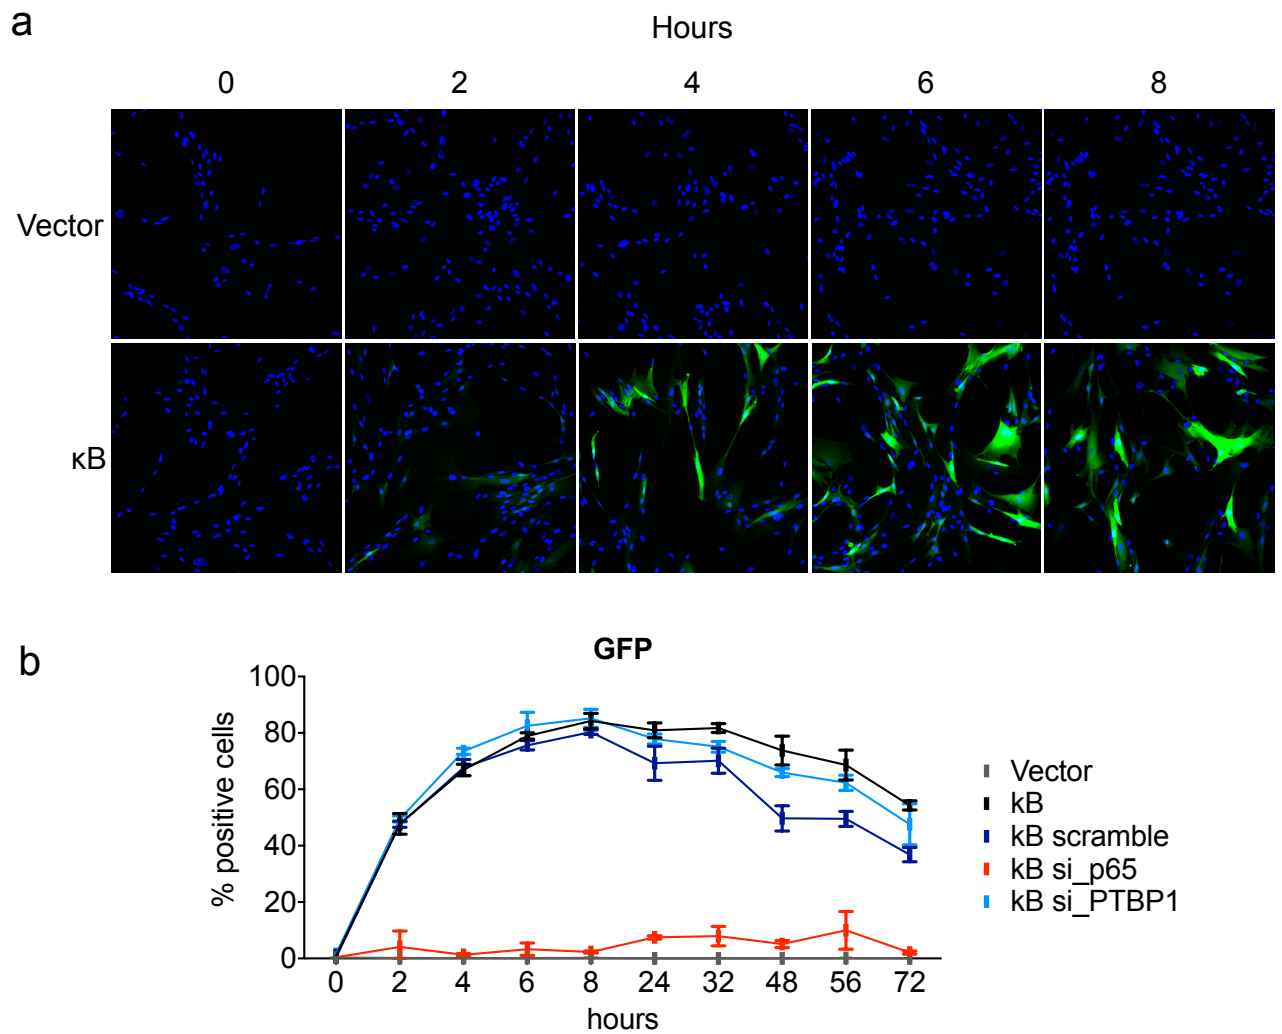 a
Hours
0 2 4 6 8
Vector
κB
b
GFP
100
80
60
40
20
0
% positive cells
0 2 4 6 8 24 32 48 56 72
hours
Vector
kB
kB scramble
kB si_p65
kB si_PTBP1